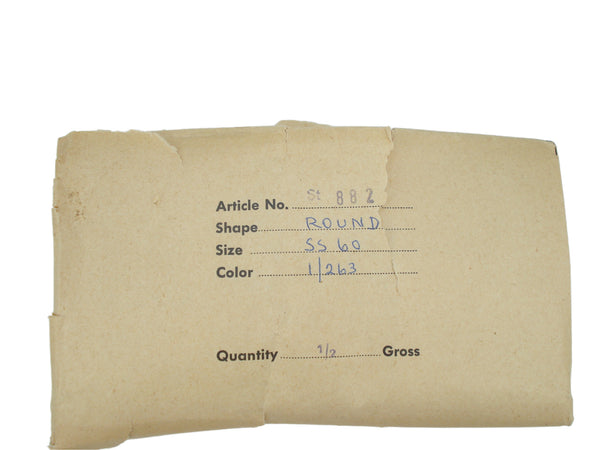 Article No. St 882
Shape ROUND
Size SS 60
Color 1/263
Quantity 1/2 Gross